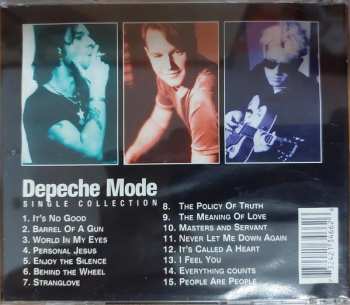 Depeche Mode
SINGLE COLLECTION
1. It's No Good
2. Barrel Of A Gun
3. World In My Eyes
4. Personal Jesus
5. Enjoy the Silence
6. Behind the Wheel
7. Stranglove
8. The Policy Of Truth
9. The Meaning Of Love
10. Masters and Servant
11. Never Let Me Down Again
12. It's Called A Heart
13. I Feel You
14. Everything counts
15. People Are People